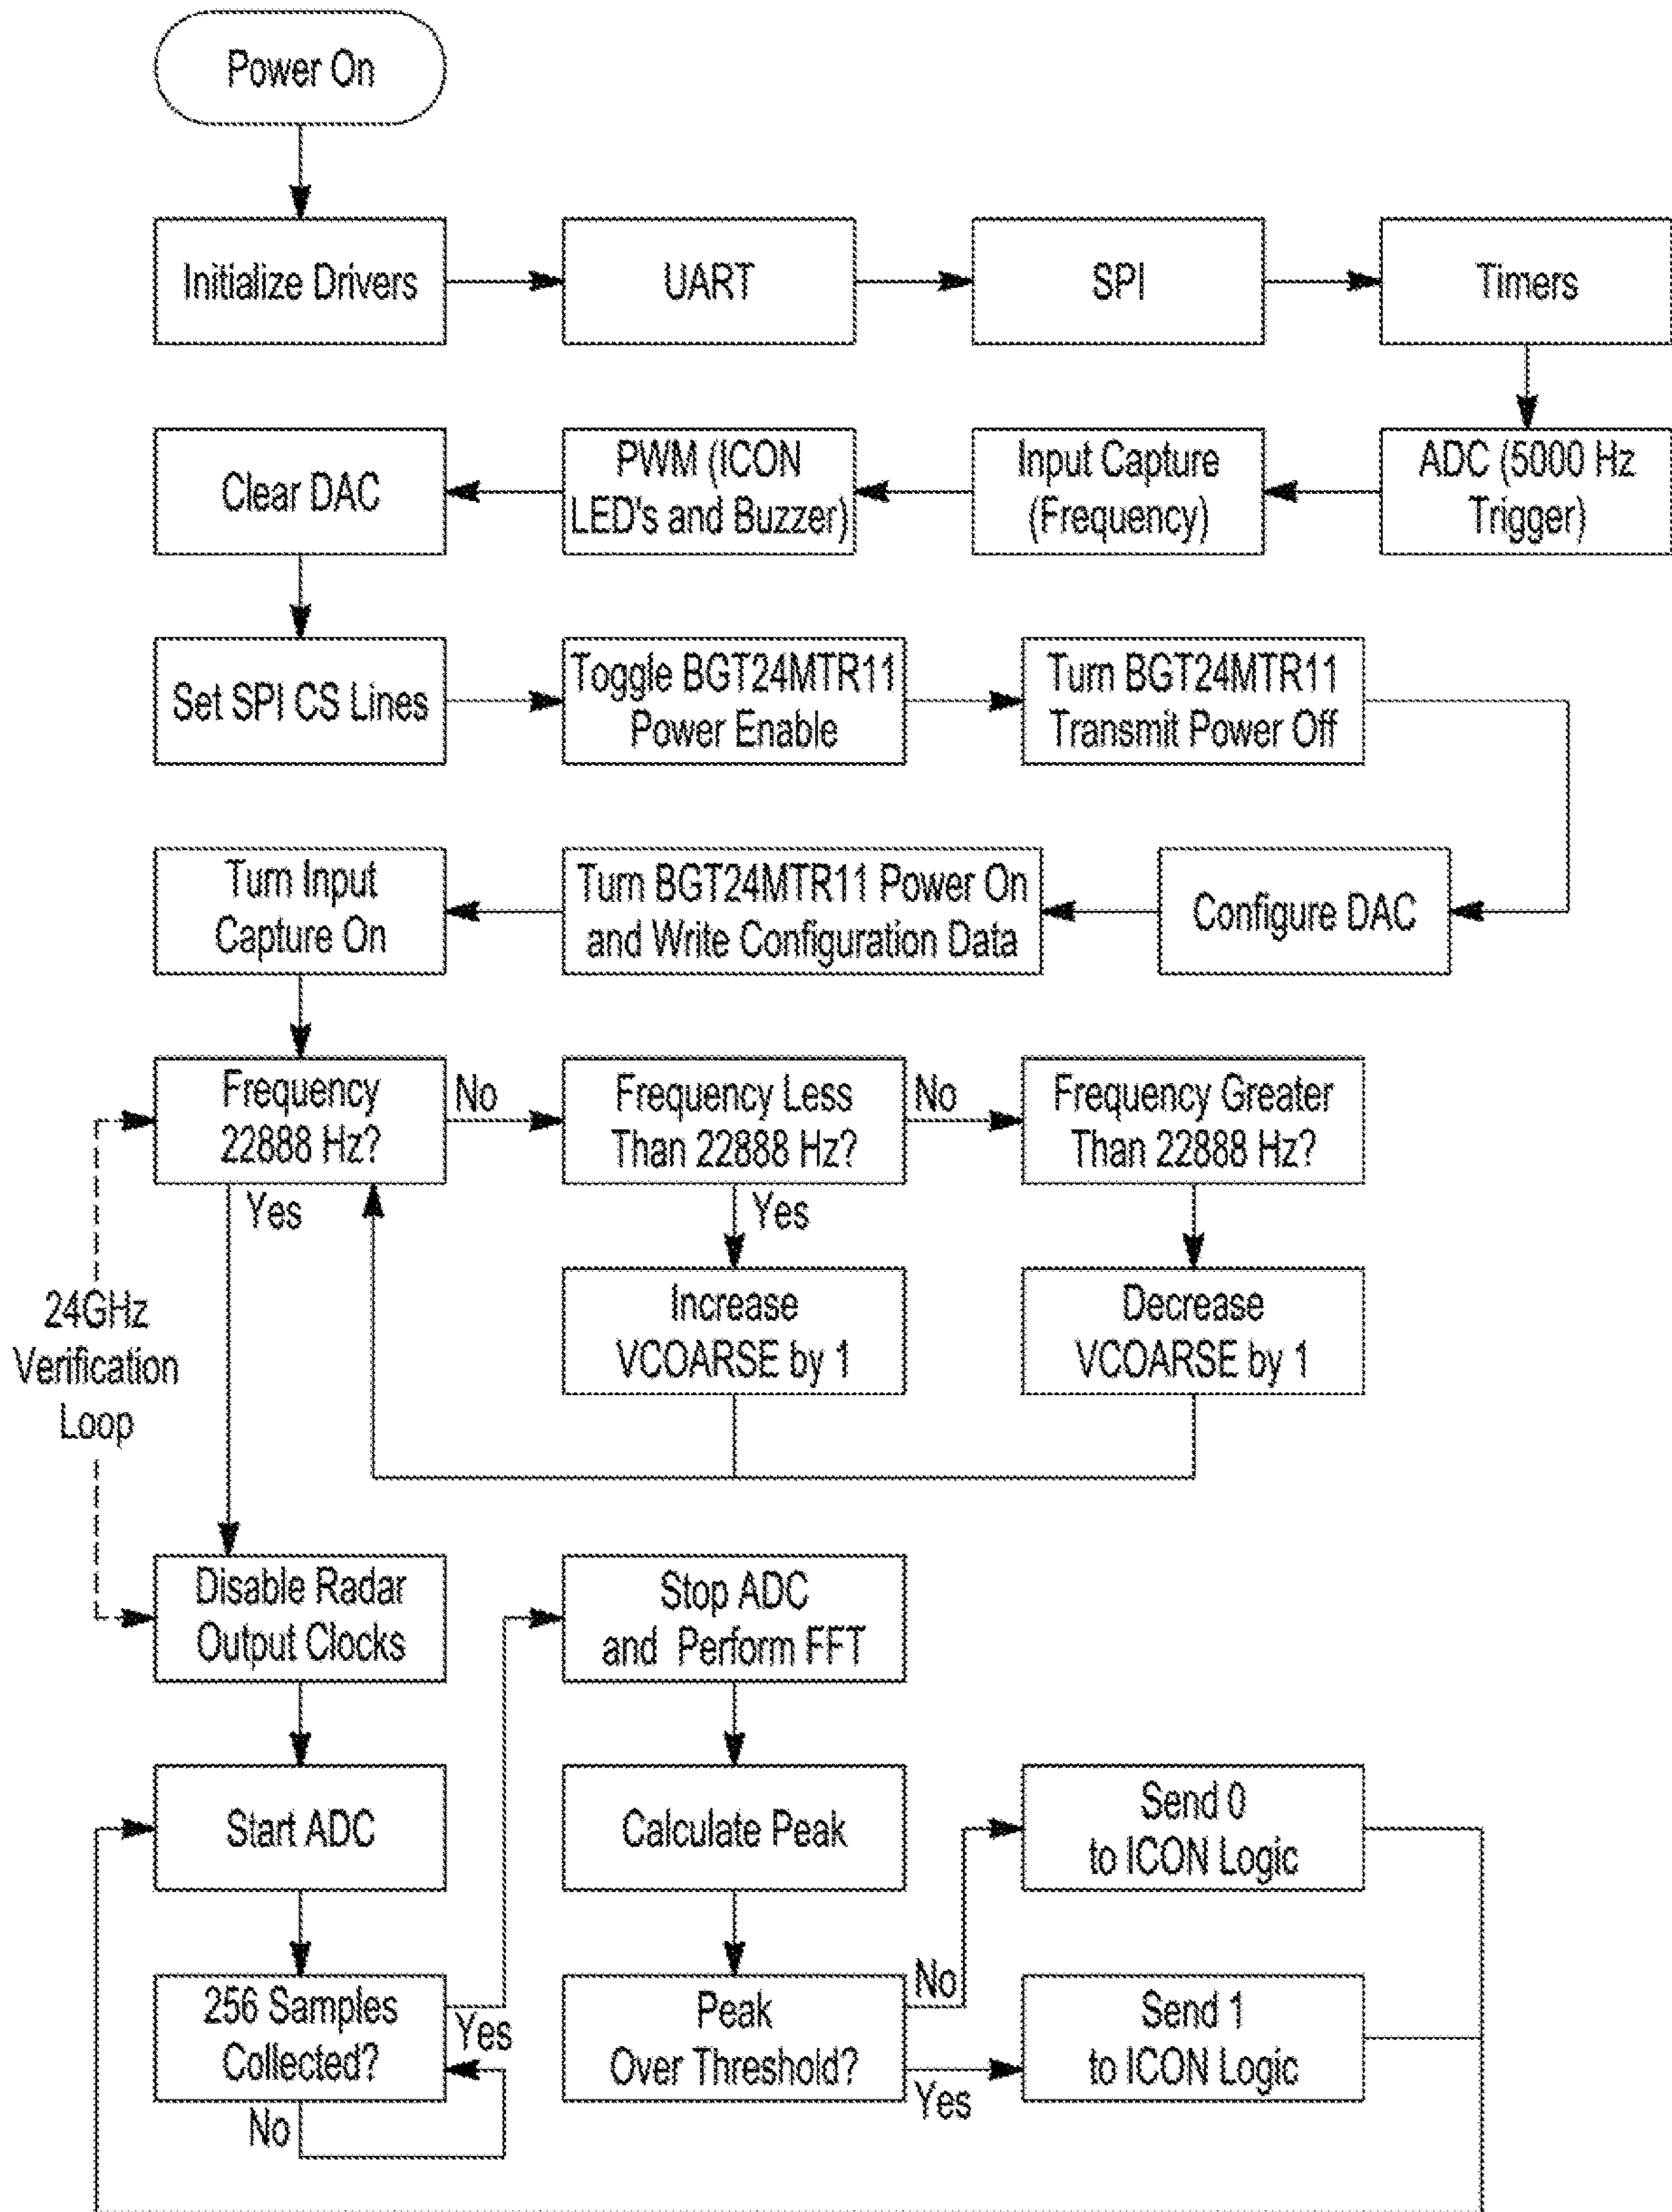 Power On
Initialize Drivers
UART
SPI
Timers
Clear DAC
PWM (ICON
LED's and Buzzer)
Input Capture
(Frequency)
ADC (5000 Hz
Trigger)
Set SPI CS Lines
Toggle BGT24MTR11
Power Enable
Turn BGT24MTR11
Transmit Power Off
Turn Input
Capture On
Turn BGT24MTR11 Power On
and Write Configuration Data
Configure DAC
Frequency
22888 Hz?
No
Frequency Less
Than 22888 Hz?
No
Frequency Greater
Than 22888 Hz?
Yes
Yes
24GHz
Verification
Loop
Increase
VCOARSE by 1
Decrease
VCOARSE by 1
Disable Radar
Output Clocks
Stop ADC
and Perform FFT
Start ADC
Calculate Peak
Send 0
to ICON Logic
256 Samples
Collected?
Yes
No
Peak
Over Threshold?
No
Yes
Send 1
to ICON Logic